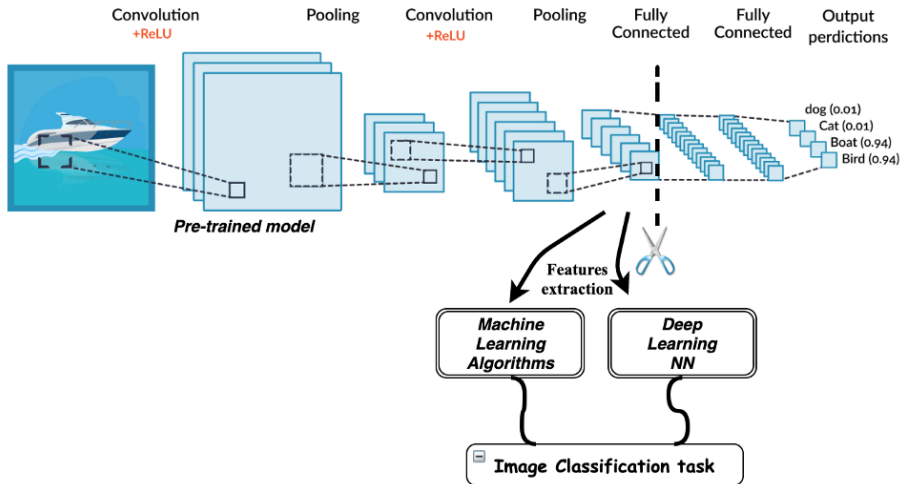 Convolution
+ReLU
Pooling
Convolution
+ReLU
Pooling
Fully
Connected
Fully
Connected
Output
perdictions
dog (0.01)
Cat (0.01)
Boat (0.94)
Bird (0.94)
Pre-trained model
Features
extraction
Machine
Learning
Algorithms
Deep
Learning
NN
Image Classification task